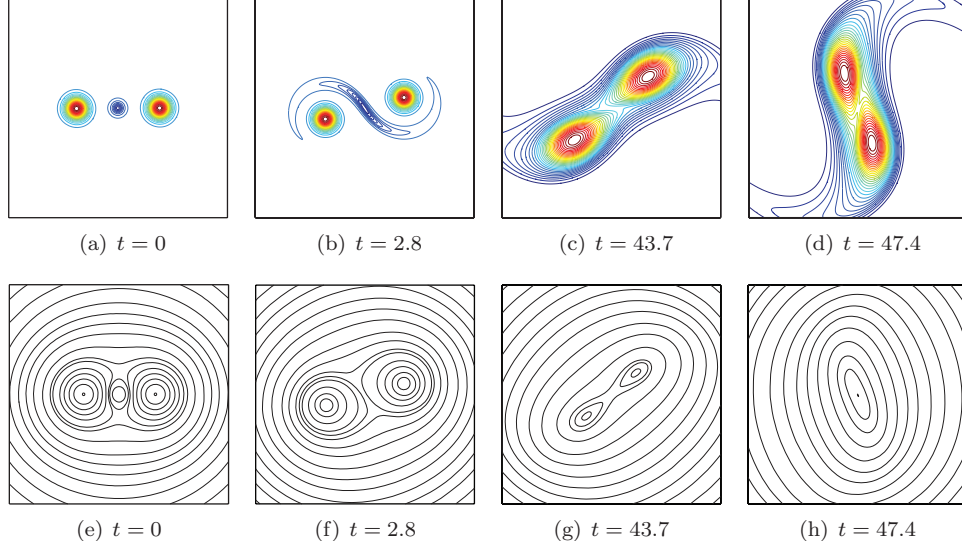 (a) t = 0
(b) t = 2.8
(c) t = 43.7
(d) t = 47.4
(e) t = 0
(f) t = 2.8
(g) t = 43.7
(h) t = 47.4